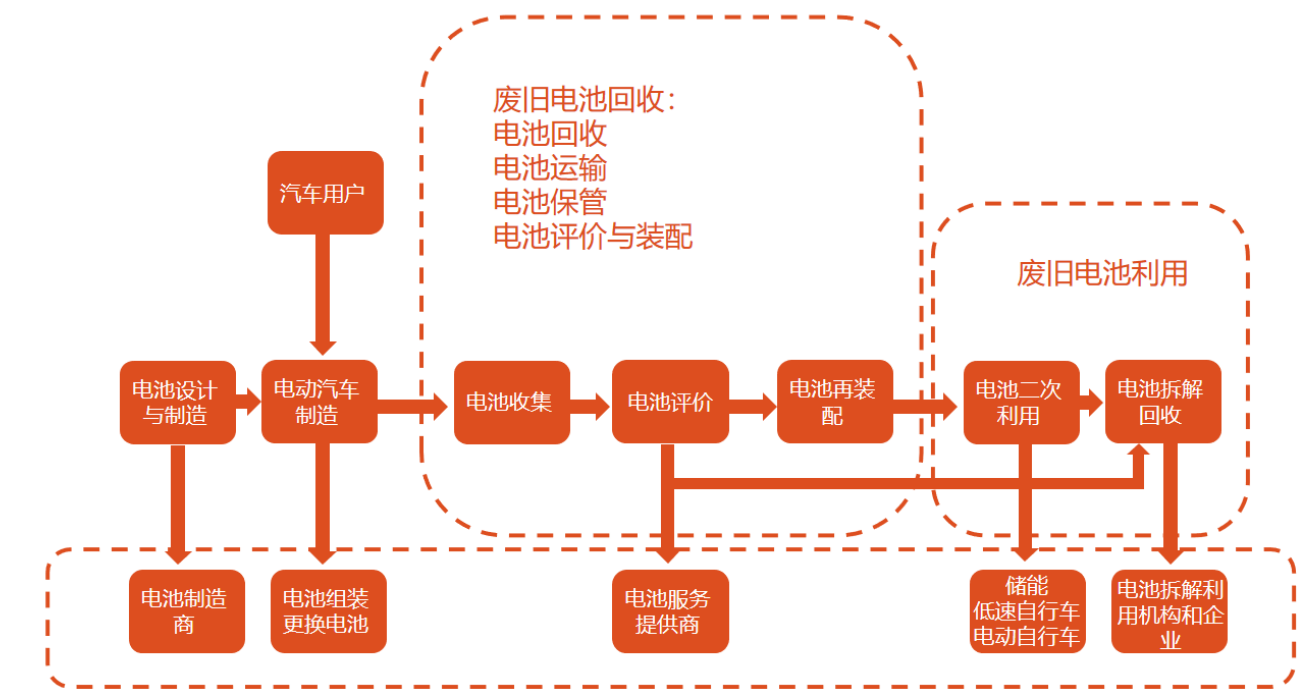 废旧电池回收：
电池回收
电池运输
电池保管
电池评价与装配
汽车用户
废旧电池利用
电池设计
与制造
电动汽车
制造
电池收集
电池评价
电池再装
配
电池二次
利用
电池拆解
回收
电池制造
商
电池组装
更换电池
电池服务
提供商
储能
低速自行车
电动自行车
电池拆解利
用机构和企
业